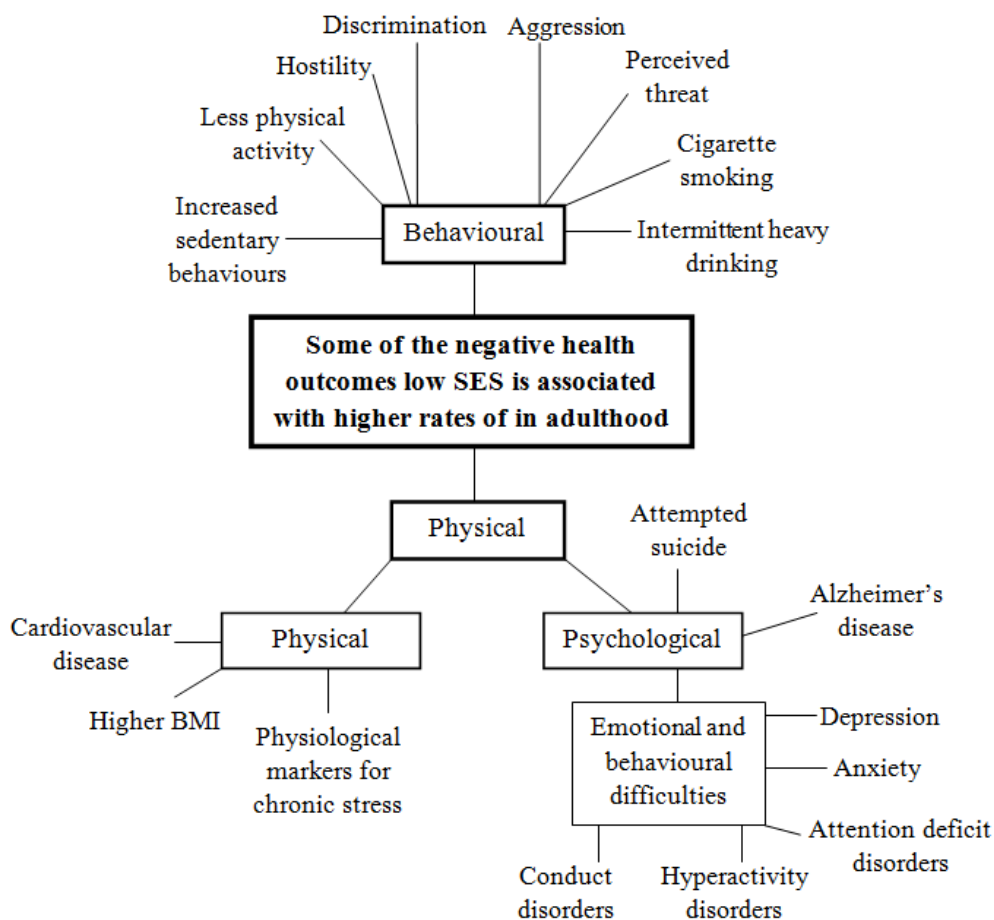 Discrimination
Aggression
Hostility
Perceived
threat
Less physical
activity
Cigarette
smoking
Increased
sedentary
behaviours
Behavioural
Intermittent heavy
drinking
Some of the negative health
outcomes low SES is associated
with higher rates of in adulthood
Physical
Attempted
suicide
Cardiovascular
disease
Physical
Psychological
Alzheimer's
disease
Higher BMI
Physiological
markers for
chronic stress
Emotional and
behavioural
difficulties
Depression
Anxiety
Attention deficit
disorders
Conduct
disorders
Hyperactivity
disorders